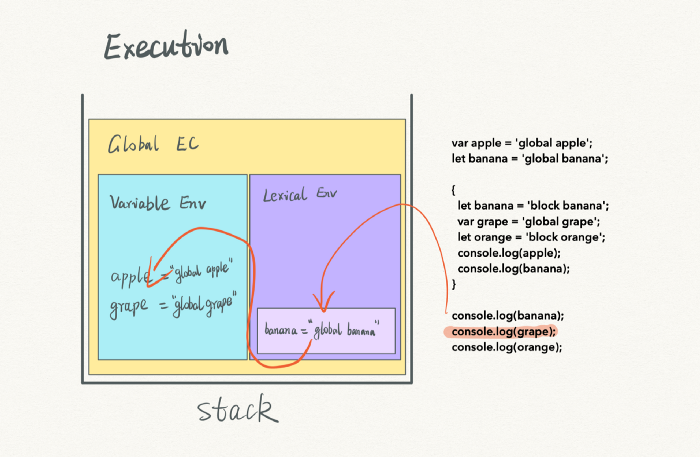 Execution
Global EC
Variable Env
apple = "global apple"
grape = "global grape"
Lexical Env
banana = "global banana"
stack
var apple = 'global apple';
let banana = 'global banana';
{
let banana = 'block banana';
var grape = 'global grape';
let orange = 'block orange';
console.log(apple);
console.log(banana);
}
console.log(banana);
console.log(grape);
console.log(orange);